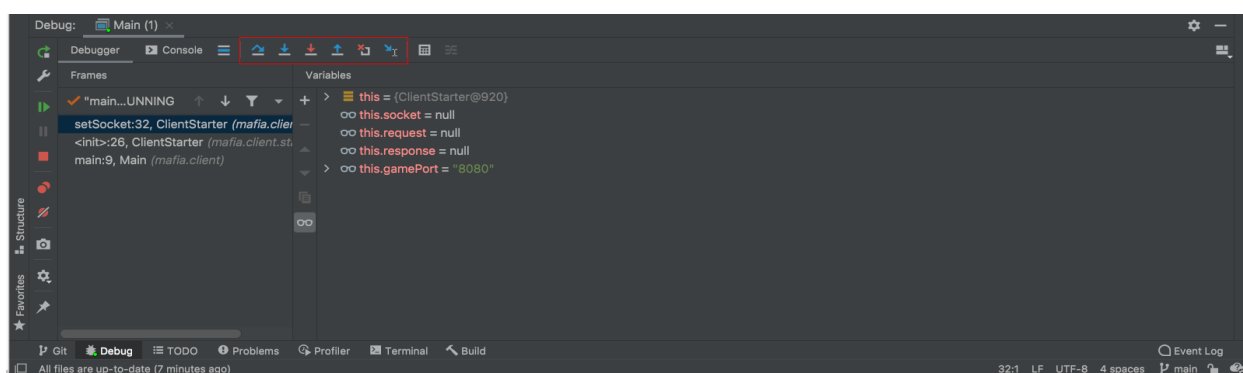 Debug: Main (1)
Debugger Console
Frames
Variables
"main...UNNING
setSocket:32, ClientStarter (mafia.clier
<init>:26, ClientStarter (mafia.client.st
main:9, Main (mafia.client)
this = {ClientStarter@920}
this.socket = null
this.request = null
this.response = null
this.gamePort = "8080"
Structure
Favorites
Git Debug TODO Problems Profiler Terminal Build Event Log
All files are up-to-date (7 minutes ago) 32:1 LF UTF-8 4 spaces main